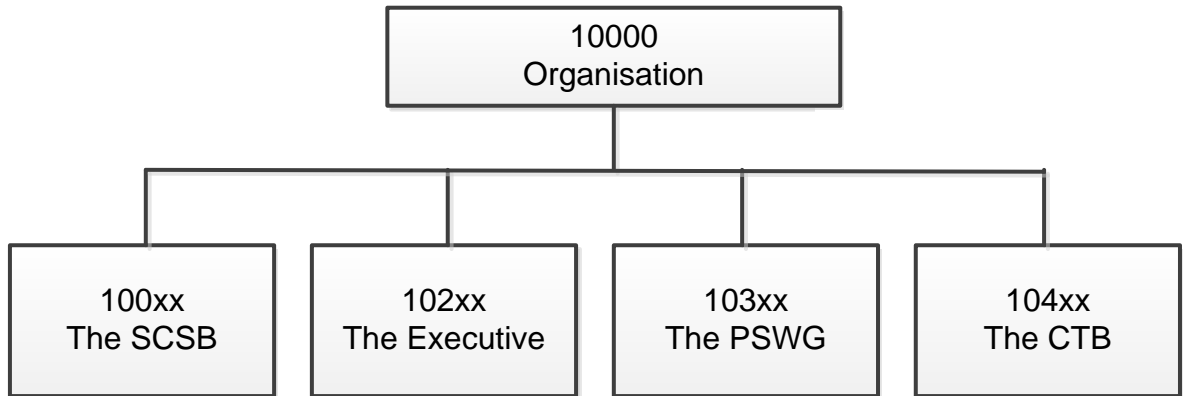 10000
Organisation
100xx
The SCSB
102xx
The Executive
103xx
The PSWG
104xx
The CTB